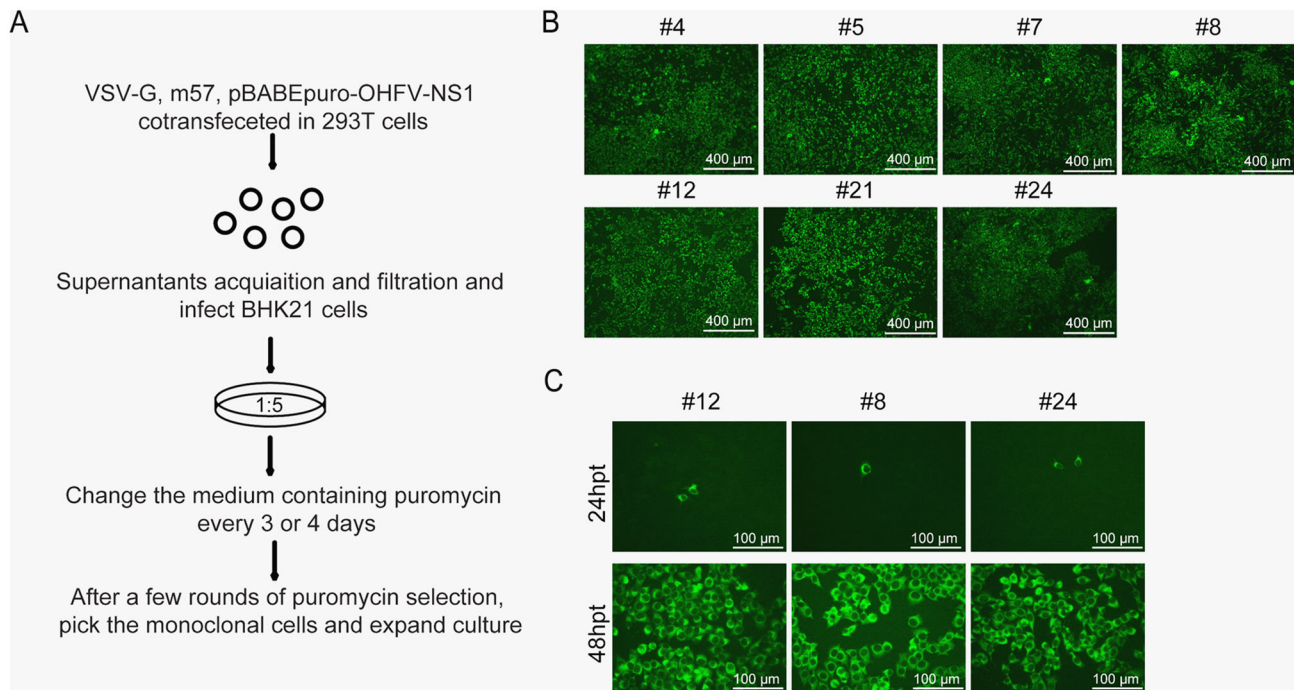 A
VSV-G, m57, pBABEpuro-OHFV-NS1
cotransfeceted in 293T cells
Supernantants acquaiition and filtration and
infect BHK21 cells
1:5
Change the medium containing puromycin
every 3 or 4 days
After a few rounds of puromycin selection,
pick the monoclonal cells and expand culture
B
#4 #5 #7 #8
400 µm 400 µm 400 µm 400 µm
#12 #21 #24
400 µm 400 µm 400 µm
C
#12 #8 #24
24hpt
100 µm 100 µm 100 µm
48hpt
100 µm 100 µm 100 µm